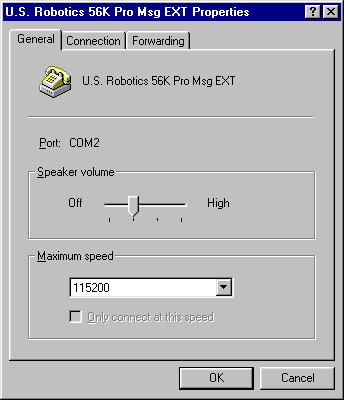 U.S. Robotics 56K Pro Msg EXT Properties
General Connection Forwarding
U.S. Robotics 56K Pro Msg EXT
Port: COM2
Speaker volume
Off High
Maximum speed
115200
Only connect at this speed
OK Cancel